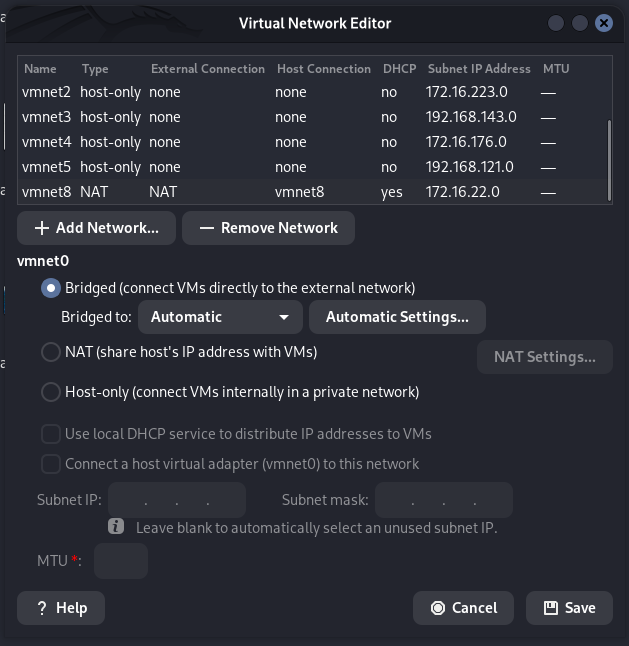 Virtual Network Editor
Name Type External Connection Host Connection DHCP Subnet IP Address MTU
vmnet2 host-only none none no 172.16.223.0 —
vmnet3 host-only none none no 192.168.143.0 —
vmnet4 host-only none none no 172.16.176.0 —
vmnet5 host-only none none no 192.168.121.0 —
vmnet8 NAT NAT vmnet8 yes 172.16.22.0 —
+ Add Network... — Remove Network
vmnet0
Bridged (connect VMs directly to the external network)
Bridged to: Automatic Automatic Settings...
NAT (share host's IP address with VMs)
NAT Settings...
Host-only (connect VMs internally in a private network)
Use local DHCP service to distribute IP addresses to VMs
Connect a host virtual adapter (vmnet0) to this network
Subnet IP: . . . Subnet mask: . . .
i Leave blank to automatically select an unused subnet IP.
MTU *:
? Help Cancel Save